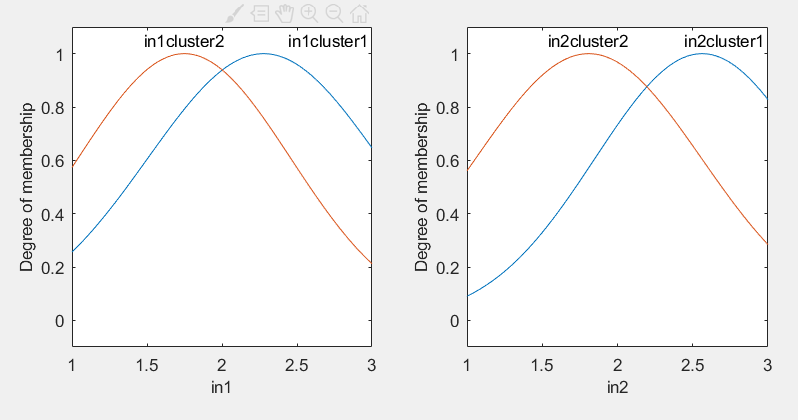 in1cluster2 in1cluster1
Degree of membership
1
0.8
0.6
0.4
0.2
0
1 1.5 2 2.5 3
in1
in2cluster2 in2cluster1
Degree of membership
1
0.8
0.6
0.4
0.2
0
1 1.5 2 2.5 3
in2